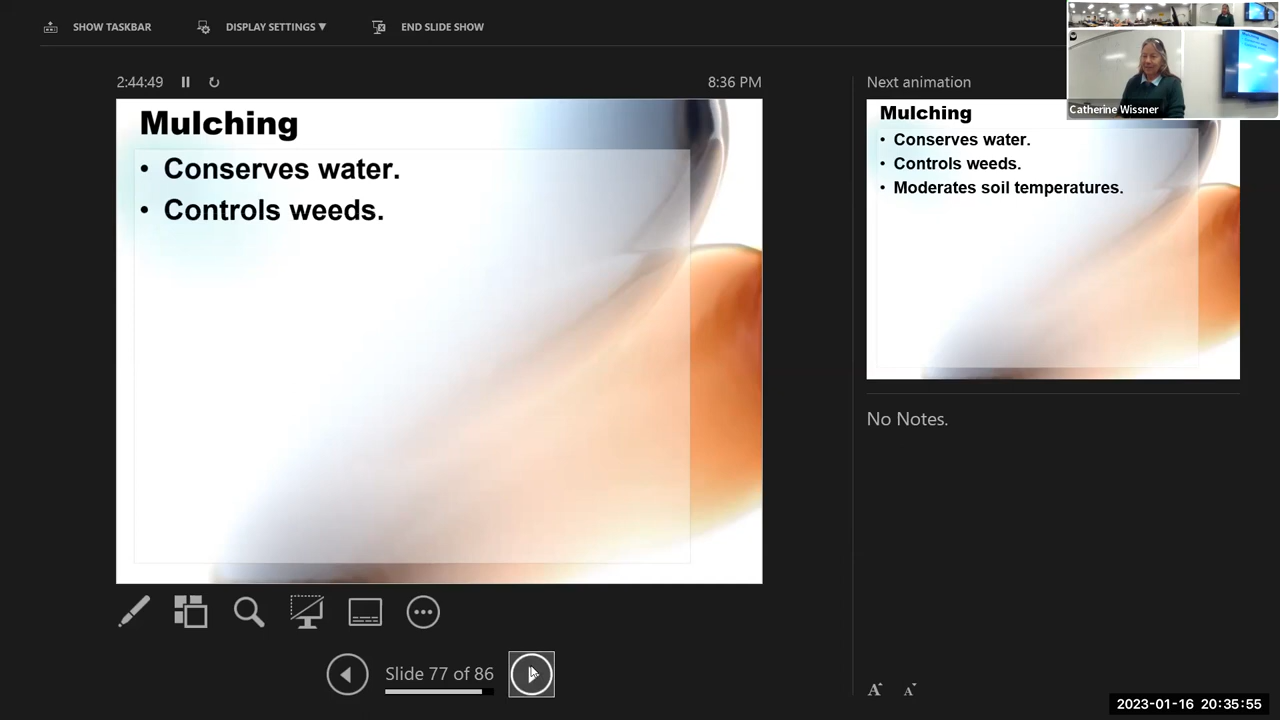 SHOW TASKBAR
DISPLAY SETTINGS ▼
END SLIDE SHOW
2:44:49
8:36 PM
Next animation
Catherine Wissner
Mulching
• Conserves water.
• Controls weeds.
Mulching
• Conserves water.
• Controls weeds.
• Moderates soil temperatures.
No Notes.
Slide 77 of 86
A A
2023-01-16 20:35:55